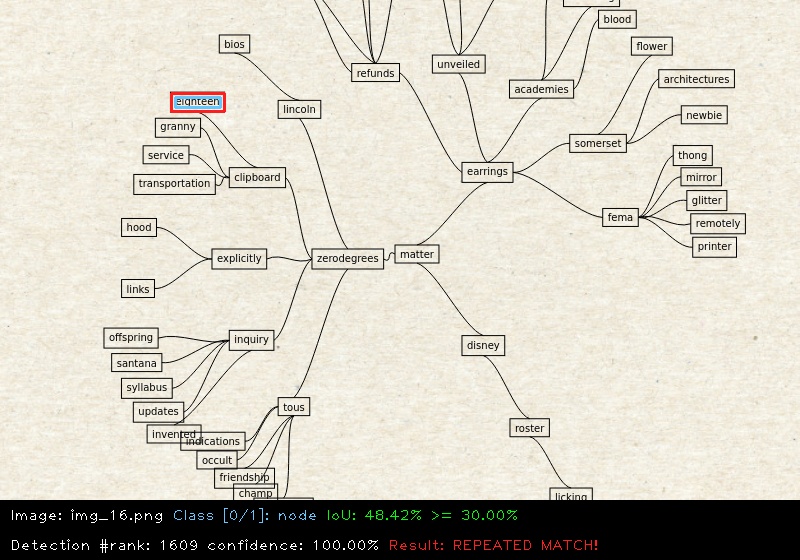 blood
bios
flower
unveiled
refunds
architectures
academies
eighteen
lincoln
newbie
granny
somerset
service
thong
earrings
clipboard
mirror
transportation
glitter
fema
remotely
hood
printer
explicitly
zerodegrees
matter
links
offspring
inquiry
disney
santana
syllabus
updates
tous
invented
indications
roster
occult
friendship
champ
licking
Image: img_16.png Class [0/1]: node IoU: 48.42% >= 30.00%
Detection #rank: 1609 confidence: 100.00% Result: REPEATED MATCH!